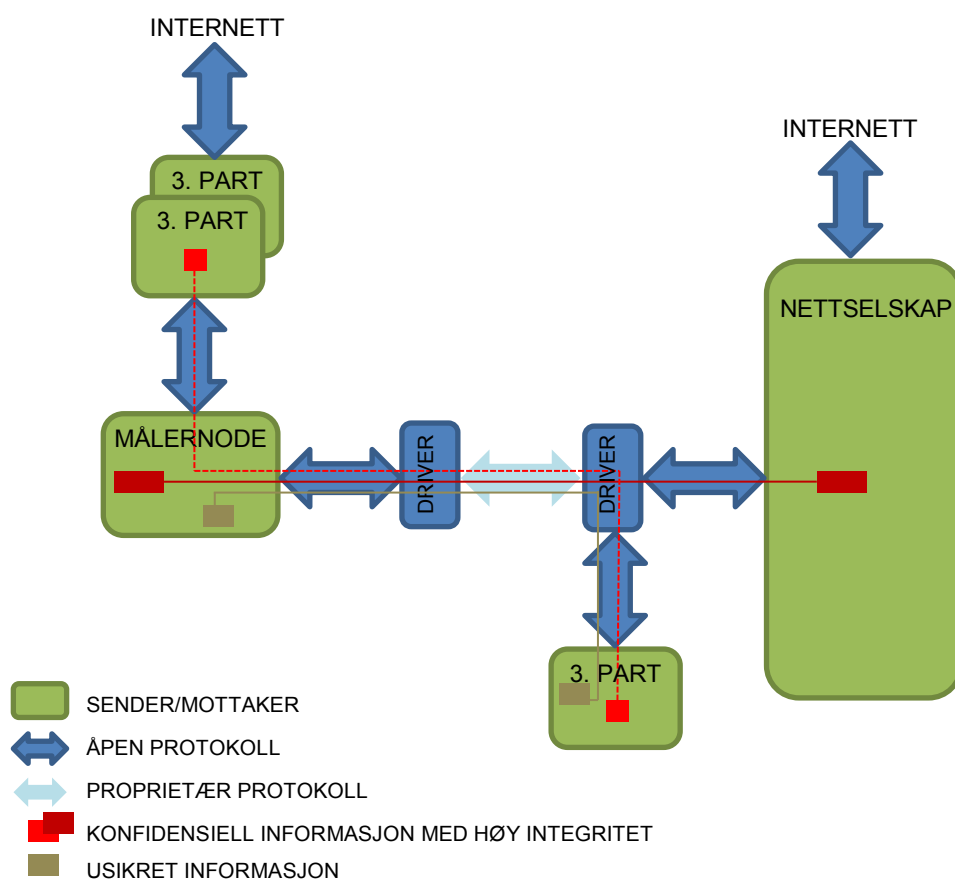 INTERNETT
INTERNETT
3. PART
3. PART
NETTSELSKAP
MÅLERNODE
DRIVER
DRIVER
3. PART
SENDER/MOTTAKER
ÅPEN PROTOKOLL
PROPRIETÆR PROTOKOLL
KONFIDENSIELL INFORMASJON MED HØY INTEGRITET
USIKRET INFORMASJON